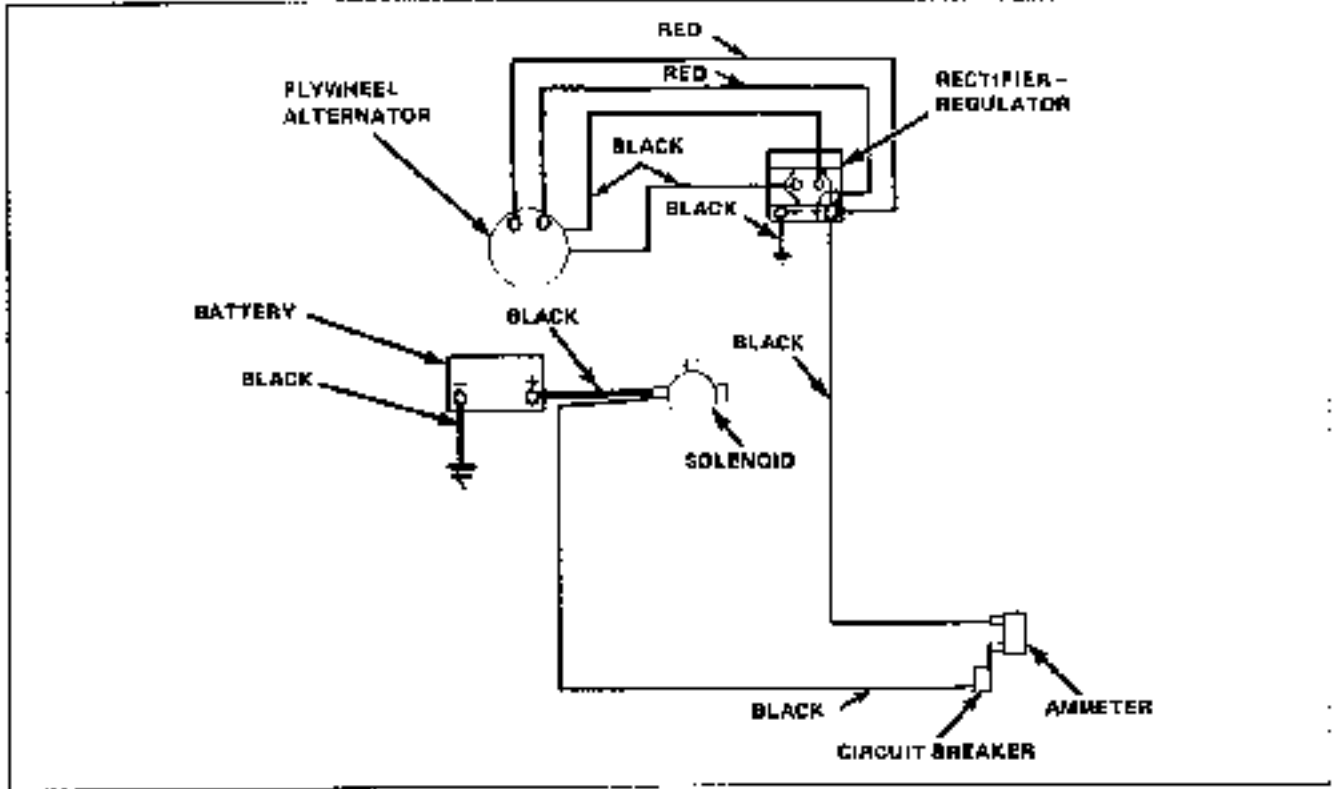 RED
RED
FLYWHEEL
ALTERNATOR
RECTIFIER –
REGULATOR
BLACK
BLACK
BATTERY
BLACK
BLACK
BLACK
– +
SOLENOID
BLACK
AMMETER
CIRCUIT BREAKER